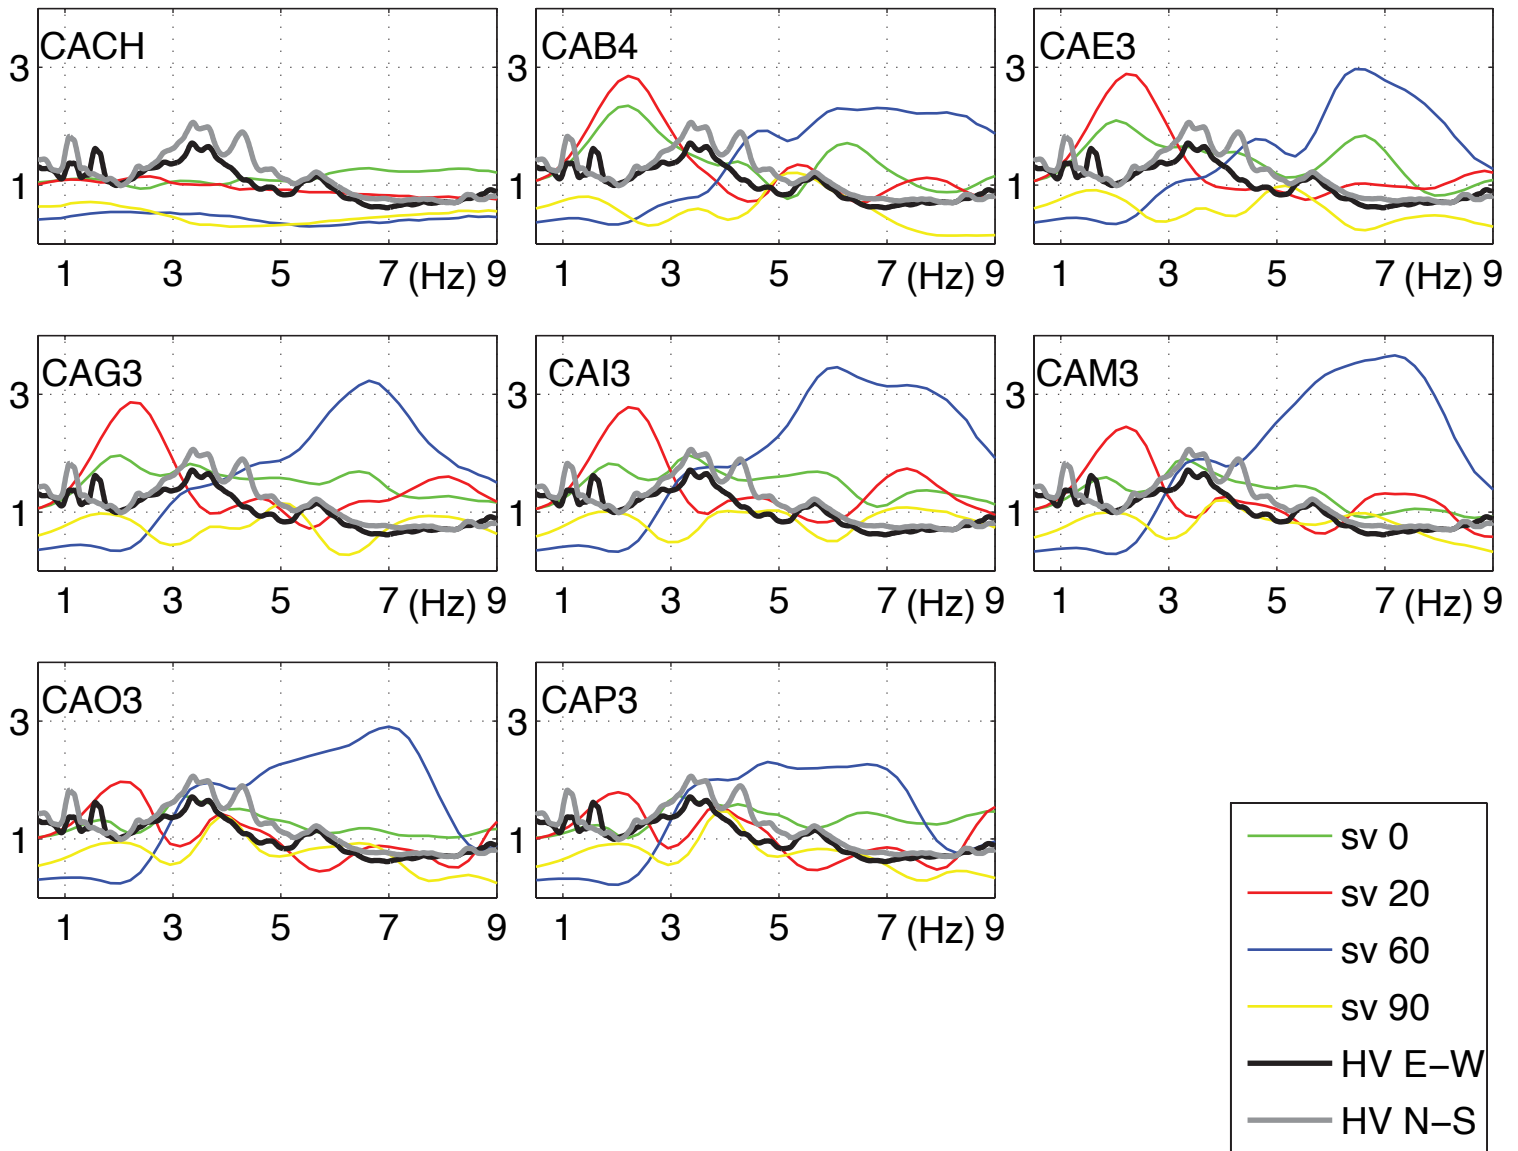 CACH CAB4 CAE3
3 3 3
1 1 1
1 3 5 7 (Hz) 9 1 3 5 7 (Hz) 9 1 3 5 7 (Hz) 9
CAG3 CAI3 CAM3
3 3 3
1 1 1
1 3 5 7 (Hz) 9 1 3 5 7 (Hz) 9 1 3 5 7 (Hz) 9
CAO3 CAP3
3 3
1 1
1 3 5 7 9 1 3 5 7 (Hz) 9
sv 0
sv 20
sv 60
sv 90
HV E−W
HV N−S